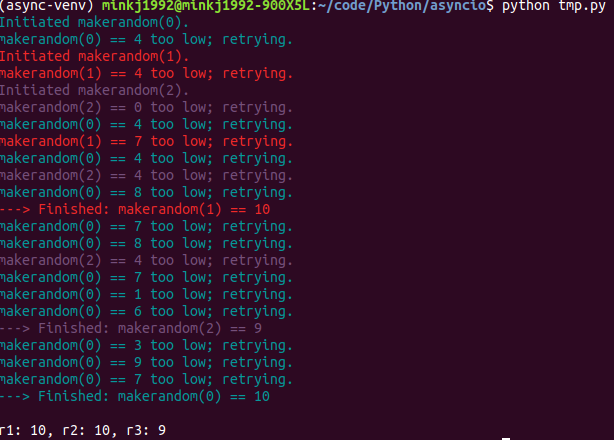 (async-venv) minkj1992@minkj1992-900X5L:~/code/Python/asyncio$ python tmp.py
Initiated makerandom(0).
makerandom(0) == 4 too low; retrying.
Initiated makerandom(1).
makerandom(1) == 4 too low; retrying.
Initiated makerandom(2).
makerandom(2) == 0 too low; retrying.
makerandom(0) == 4 too low; retrying.
makerandom(1) == 7 too low; retrying.
makerandom(0) == 4 too low; retrying.
makerandom(2) == 4 too low; retrying.
makerandom(0) == 8 too low; retrying.
---> Finished: makerandom(1) == 10
makerandom(0) == 7 too low; retrying.
makerandom(0) == 8 too low; retrying.
makerandom(2) == 4 too low; retrying.
makerandom(0) == 7 too low; retrying.
makerandom(0) == 1 too low; retrying.
makerandom(0) == 6 too low; retrying.
---> Finished: makerandom(2) == 9
makerandom(0) == 3 too low; retrying.
makerandom(0) == 9 too low; retrying.
makerandom(0) == 7 too low; retrying.
---> Finished: makerandom(0) == 10
r1: 10, r2: 10, r3: 9